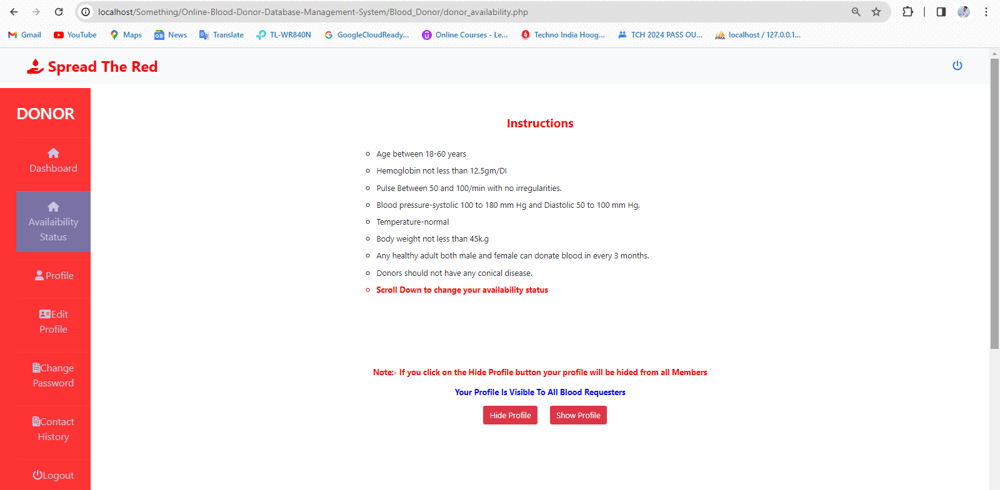 localhost/Something/Online-Blood-Donor-Database-Management-System/Blood_Donor/donor_availability.php
Gmail YouTube Maps News Translate TL-WR840N GoogleCloudReady... Online Courses - Le... Techno India Hoog... TCH 2024 PASS OU... PMA localhost / 127.0.0.1...
Spread The Red
DONOR
Dashboard
Availaibility
Status
Profile
Edit
Profile
Change
Password
Contact
History
Logout
Instructions
Age between 18-60 years
Hemoglobin not less than 12.5gm/DI
Pulse Between 50 and 100/min with no irregularities.
Blood pressure-systolic 100 to 180 mm Hg and Diastolic 50 to 100 mm Hg.
Temperature-normal
Body weight not less than 45k.g
Any healthy adult both male and female can donate blood in every 3 months.
Donors should not have any conical disease.
Scroll Down to change your availability status
Note:- If you click on the Hide Profile button your profile will be hided from all Members
Your Profile Is Visible To All Blood Requesters
Hide Profile Show Profile